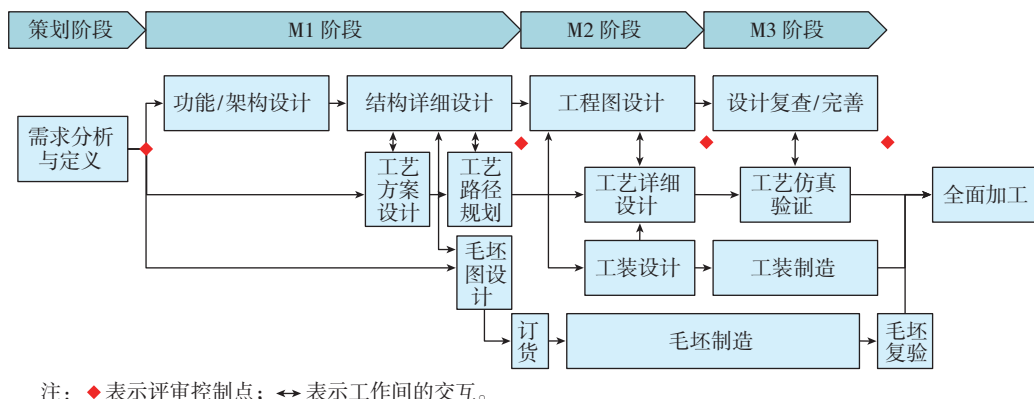 策划阶段
M1 阶段
M2 阶段
M3 阶段
功能/架构设计
结构详细设计
工程图设计
设计复查/完善
需求分析
与定义
工艺
方案
设计
工艺
路径
规划
工艺详细
设计
工艺仿真
验证
全面加工
毛坯
图设
计
工装设计
工装制造
订
货
毛坯制造
毛坯
复验
注：◆表示评审控制点；↔表示工作间的交互。